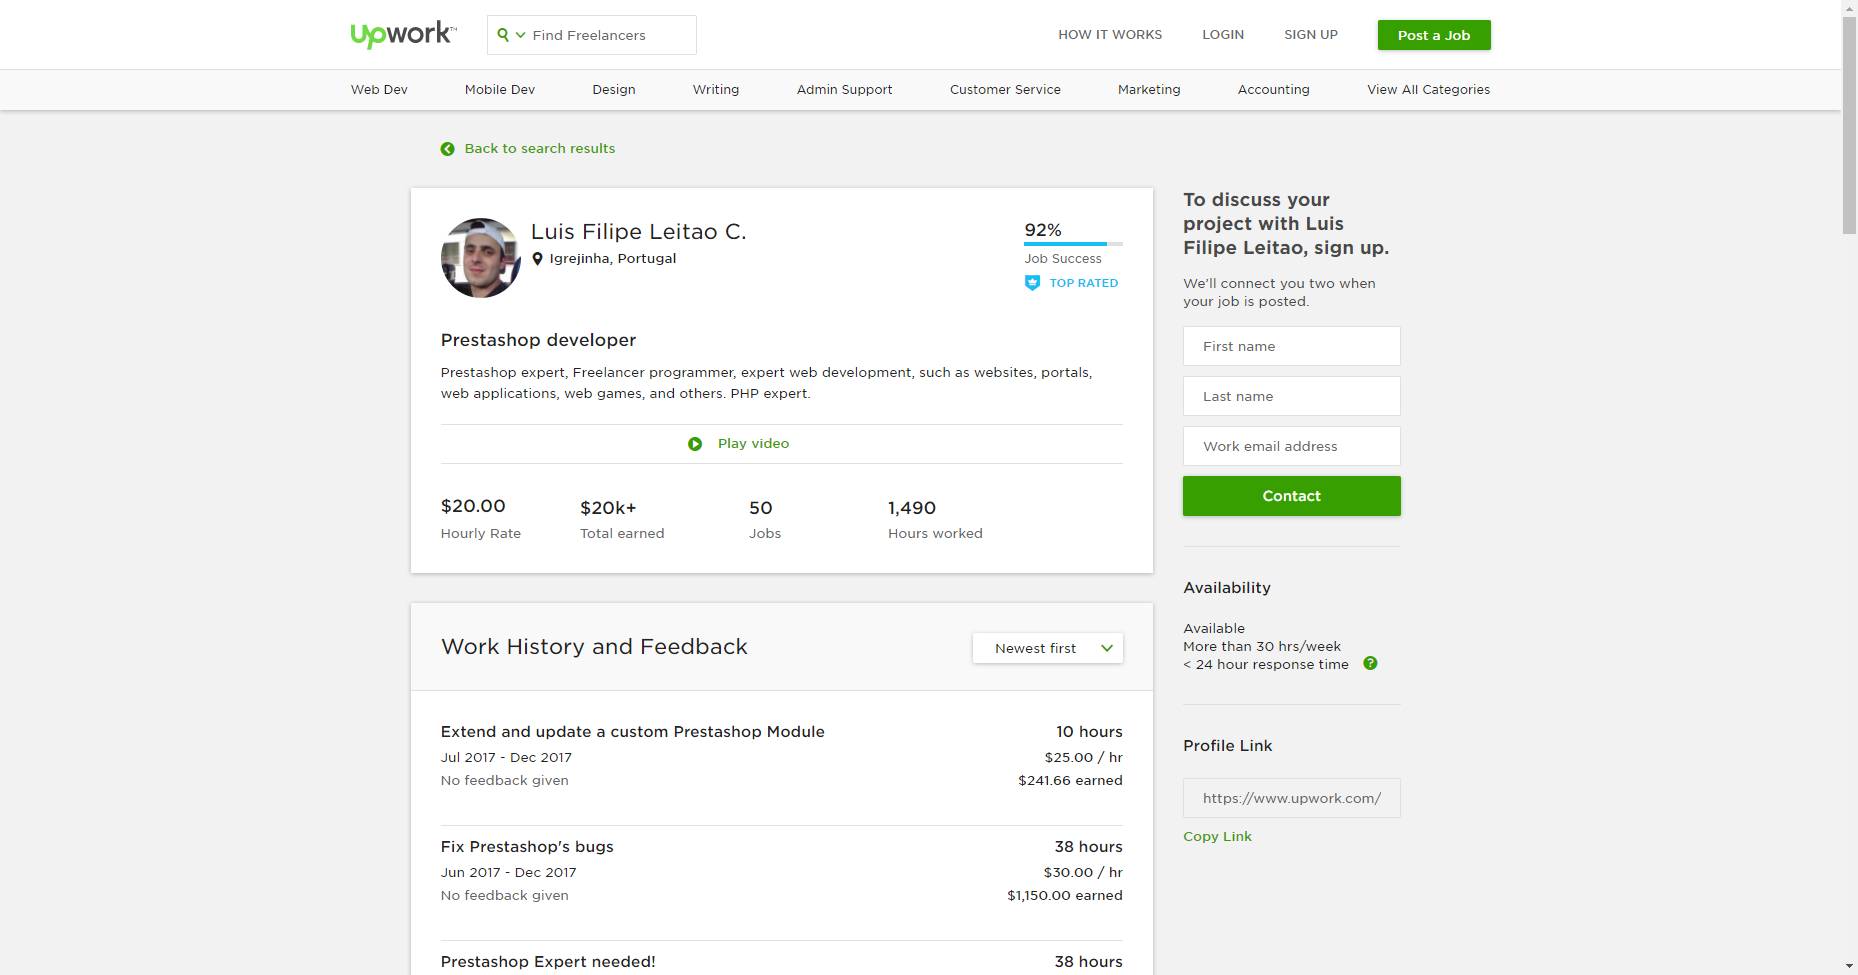 Upwork™
Find Freelancers
HOW IT WORKS
LOGIN
SIGN UP
Post a Job
Web Dev
Mobile Dev
Design
Writing
Admin Support
Customer Service
Marketing
Accounting
View All Categories
Back to search results
Luis Filipe Leitao C.
Igrejinha, Portugal
92%
Job Success
TOP RATED
Prestashop developer
Prestashop expert, Freelancer programmer, expert web development, such as websites, portals,
web applications, web games, and others. PHP expert.
Play video
$20.00
Hourly Rate
$20k+
Total earned
50
Jobs
1,490
Hours worked
Work History and Feedback
Newest first
Extend and update a custom Prestashop Module
10 hours
Jul 2017 - Dec 2017
$25.00 / hr
No feedback given
$241.66 earned
Fix Prestashop's bugs
38 hours
Jun 2017 - Dec 2017
$30.00 / hr
No feedback given
$1,150.00 earned
Prestashop Expert needed!
38 hours
To discuss your
project with Luis
Filipe Leitao, sign up.
We'll connect you two when
your job is posted.
First name
Last name
Work email address
Contact
Availability
Available
More than 30 hrs/week
< 24 hour response time
?
Profile Link
https://www.upwork.com/
Copy Link